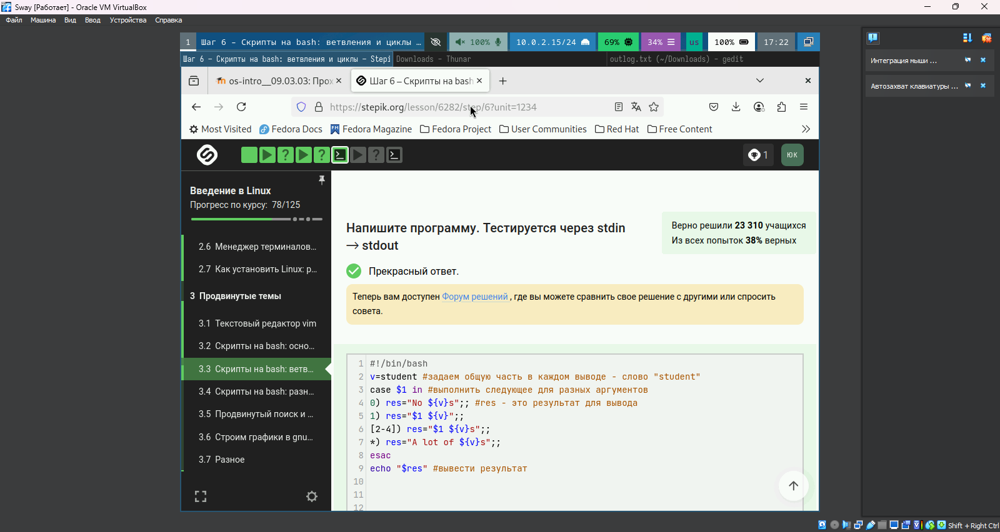 Sway [Работает] - Oracle VM VirtualBox
Файл Машина Вид Ввод Устройства Справка
1 Шаг 6 – Скрипты на bash: ветвления и циклы … 100% 10.0.2.15/24 69% 34% us 100% 17:22
Шаг 6 – Скрипты на bash: ветвления и циклы – Stepi Downloads – Thunar outlog.txt (~/Downloads) – gedit
os-intro__09.03.03: Прох Шаг 6 – Скрипты на bash
https://stepik.org/lesson/6282/step/6?unit=1234
Most Visited Fedora Docs Fedora Magazine Fedora Project User Communities Red Hat Free Content
1 ЮК
Введение в Linux
Прогресс по курсу: 78/125
2.6 Менеджер терминалов…
2.7 Как установить Linux: р…
3 Продвинутые темы
3.1 Текстовый редактор vim
3.2 Скрипты на bash: осно…
3.3 Скрипты на bash: ветв…
3.4 Скрипты на bash: разн…
3.5 Продвинутый поиск и …
3.6 Строим графики в gnu…
3.7 Разное
Напишите программу. Тестируется через stdin
→ stdout
Верно решили 23 310 учащихся
Из всех попыток 38% верных
Прекрасный ответ.
Теперь вам доступен Форум решений , где вы можете сравнить свое решение с другими или спросить
совета.
1 #!/bin/bash
2 v=student #задаем общую часть в каждом выводе - слово "student"
3 case $1 in #выполнить следующее для разных аргументов
4 0) res="No ${v}s";; #res - это результат для вывода
5 1) res="$1 ${v}";;
6 [2-4]) res="$1 ${v}s";;
7 *) res="A lot of ${v}s";;
8 esac
9 echo "$res" #вывести результат
10
11
12
Интеграция мыши ...
Автозахват клавиатуры ...
Shift + Right Ctrl